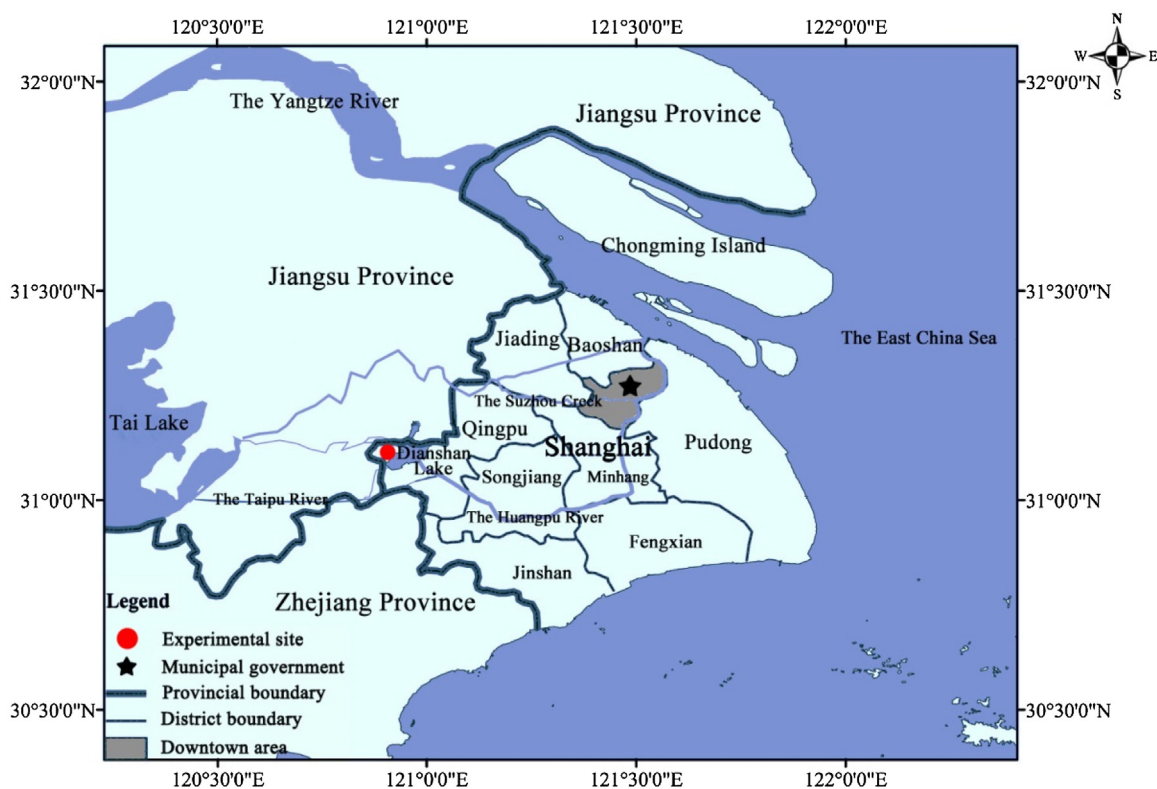 120°30'0"E
121°0'0"E
121°30'0"E
122°0'0"E
N
W
E
S
32°0'0"N
32°0'0"N
The Yangtze River
Jiangsu Province
Chongming Island
Jiangsu Province
31°30'0"N
31°30'0"N
Jiading
Baoshan
The East China Sea
The Suzhou Creek
Tai Lake
Qingpu
Shanghai
Pudong
Dianshan
Lake
Songjiang
Minhang
31°0'0"N
The Taipu River
31°0'0"N
The Huangpu River
Fengxian
Jinshan
Zhejiang Province
Legend
Experimental site
Municipal government
Provincial boundary
District boundary
Downtown area
30°30'0"N
30°30'0"N
120°30'0"E
121°0'0"E
121°30'0"E
122°0'0"E